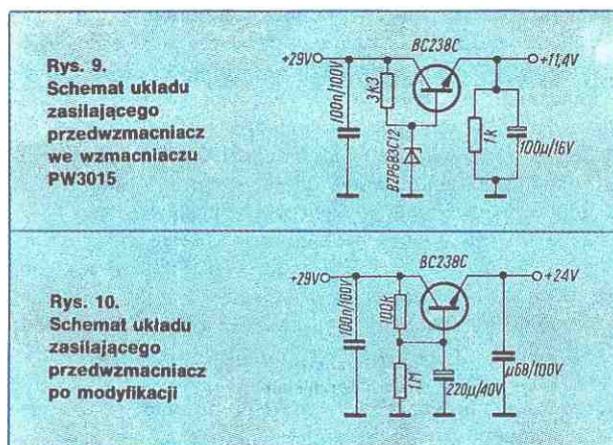 Rys. 9.
Schemat układu
zasilającego
przedwzmacniacz
we wzmacniaczu
PW3015
+29V
100n/100V
3K3
BZP683C12
BC238C
+11,4V
1k
100μ/16V
Rys. 10.
Schemat układu
zasilającego
przedwzmacniacz
po modyfikacji
+29V
100n/100V
100k
1M
BC238C
220μ/40V
+24V
μ68/100V